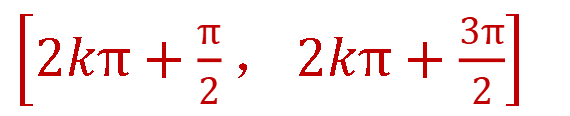 [2kπ + π/2， 2kπ + 3π/2]